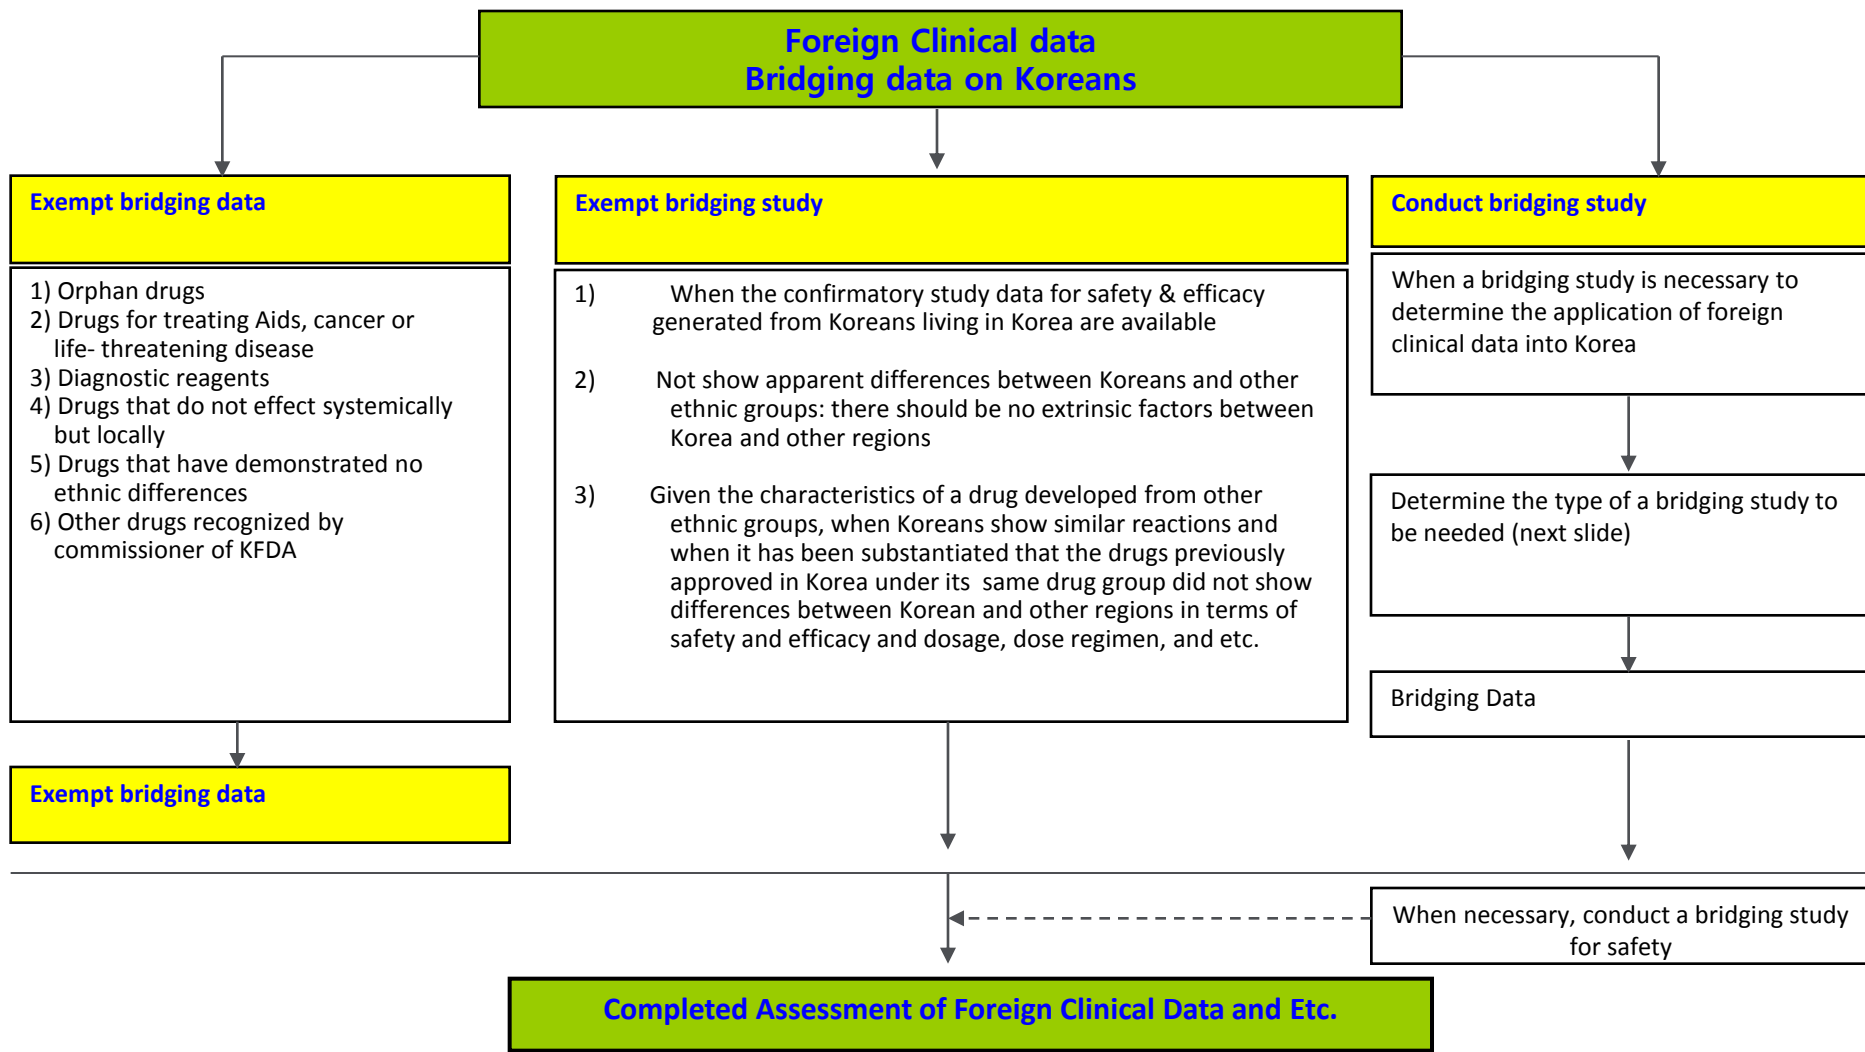 Foreign Clinical data
Bridging data on Koreans
Exempt bridging data
1) Orphan drugs
2) Drugs for treating Aids, cancer or
life- threatening disease
3) Diagnostic reagents
4) Drugs that do not effect systemically
but locally
5) Drugs that have demonstrated no
ethnic differences
6) Other drugs recognized by
commissioner of KFDA
Exempt bridging data
Exempt bridging study
1) When the confirmatory study data for safety & efficacy
generated from Koreans living in Korea are available
2) Not show apparent differences between Koreans and other
ethnic groups: there should be no extrinsic factors between
Korea and other regions
3) Given the characteristics of a drug developed from other
ethnic groups, when Koreans show similar reactions and
when it has been substantiated that the drugs previously
approved in Korea under its same drug group did not show
differences between Korean and other regions in terms of
safety and efficacy and dosage, dose regimen, and etc.
Conduct bridging study
When a bridging study is necessary to
determine the application of foreign
clinical data into Korea
Determine the type of a bridging study to
be needed (next slide)
Bridging Data
When necessary, conduct a bridging study
for safety
Completed Assessment of Foreign Clinical Data and Etc.